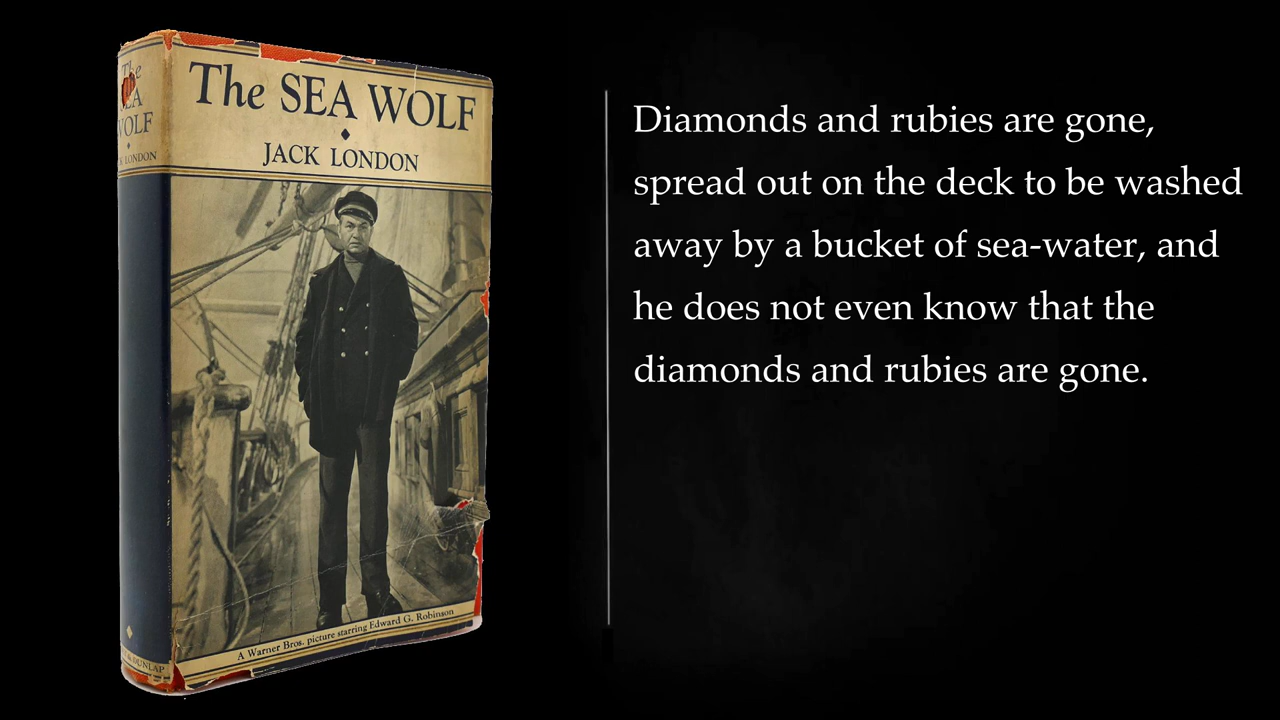 The SEA WOLF
JACK LONDON
The
SEA
WOLF
LONDON
A Warner Bros. picture starring Edward G. Robinson
DUNLAP
Diamonds and rubies are gone,
spread out on the deck to be washed
away by a bucket of sea-water, and
he does not even know that the
diamonds and rubies are gone.